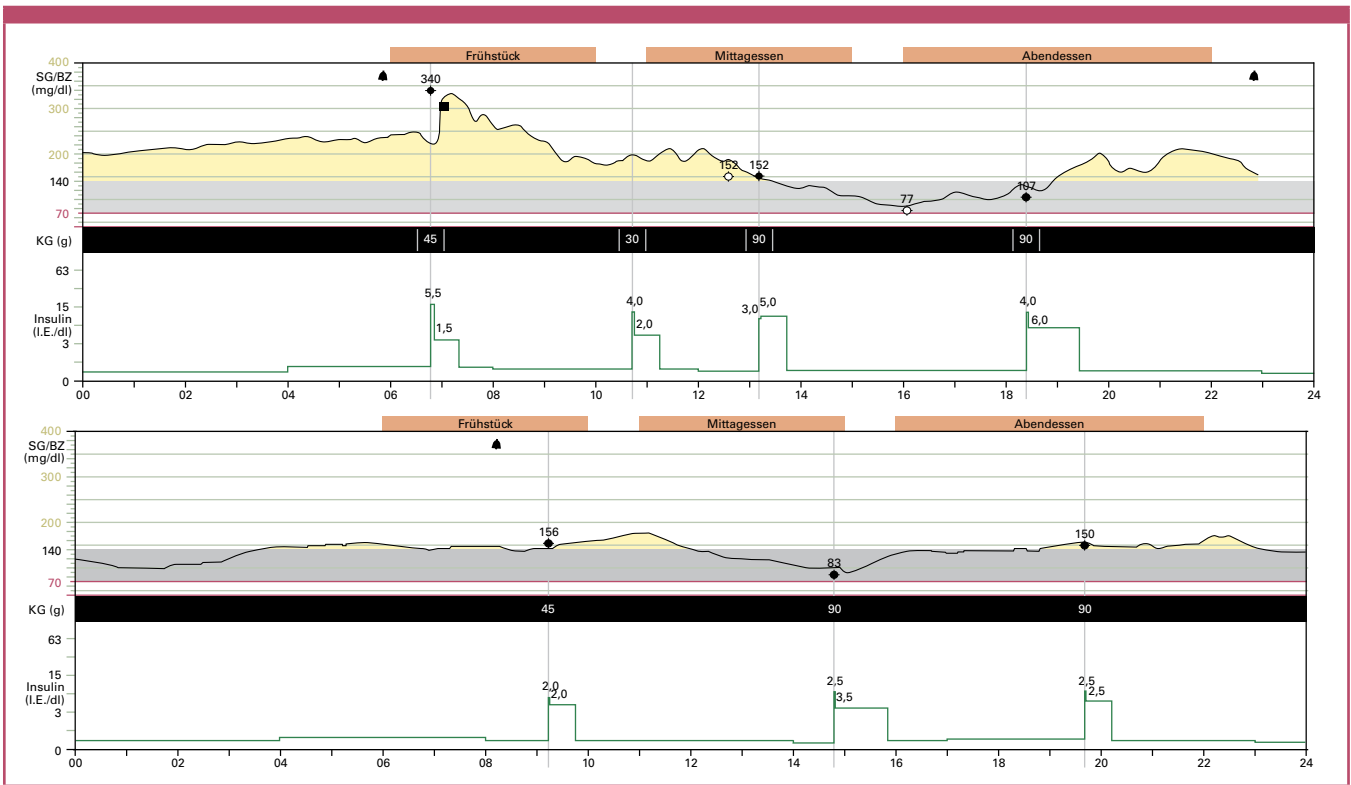 Frühstück Mittagessen Abendessen
400
SG/BZ
(mg/dl)
340
300
200
152 152
140
107
77
70
KG (g) 45 30 90 90
63
5,5 4,0 3,0 5,0 4,0
15
Insulin
(I.E./dl)
1,5 2,0 6,0
3
0
00 02 04 06 08 10 12 14 16 18 20 22 24
Frühstück Mittagessen Abendessen
400
SG/BZ
(mg/dl)
300
200
156 150
140
83
70
KG (g) 45 90 90
63
15
2,0 2,5 2,5
Insulin
(I.E./dl)
2,0 3,5 2,5
3
0
00 02 04 06 08 10 12 14 16 18 20 22 24